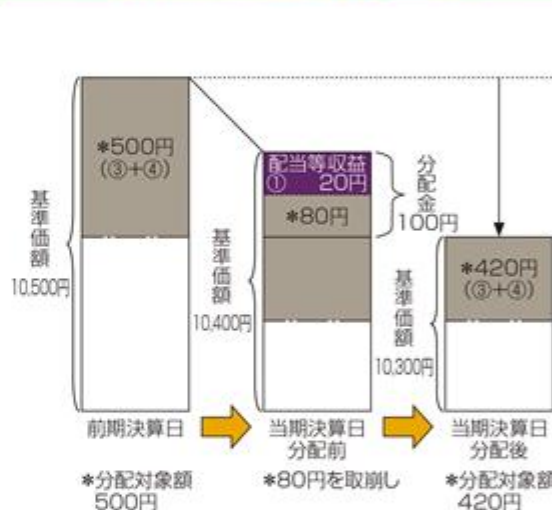 *500円
(③+④)
基準価額
10,500円
前期決算日
*分配対象額
500円
配当等収益
① 20円
*80円
分配金
100円
基準価額
10,400円
当期決算日
分配前
*80円を取崩し
*420円
(③+④)
基準価額
10,300円
当期決算日
分配後
*分配対象額
420円